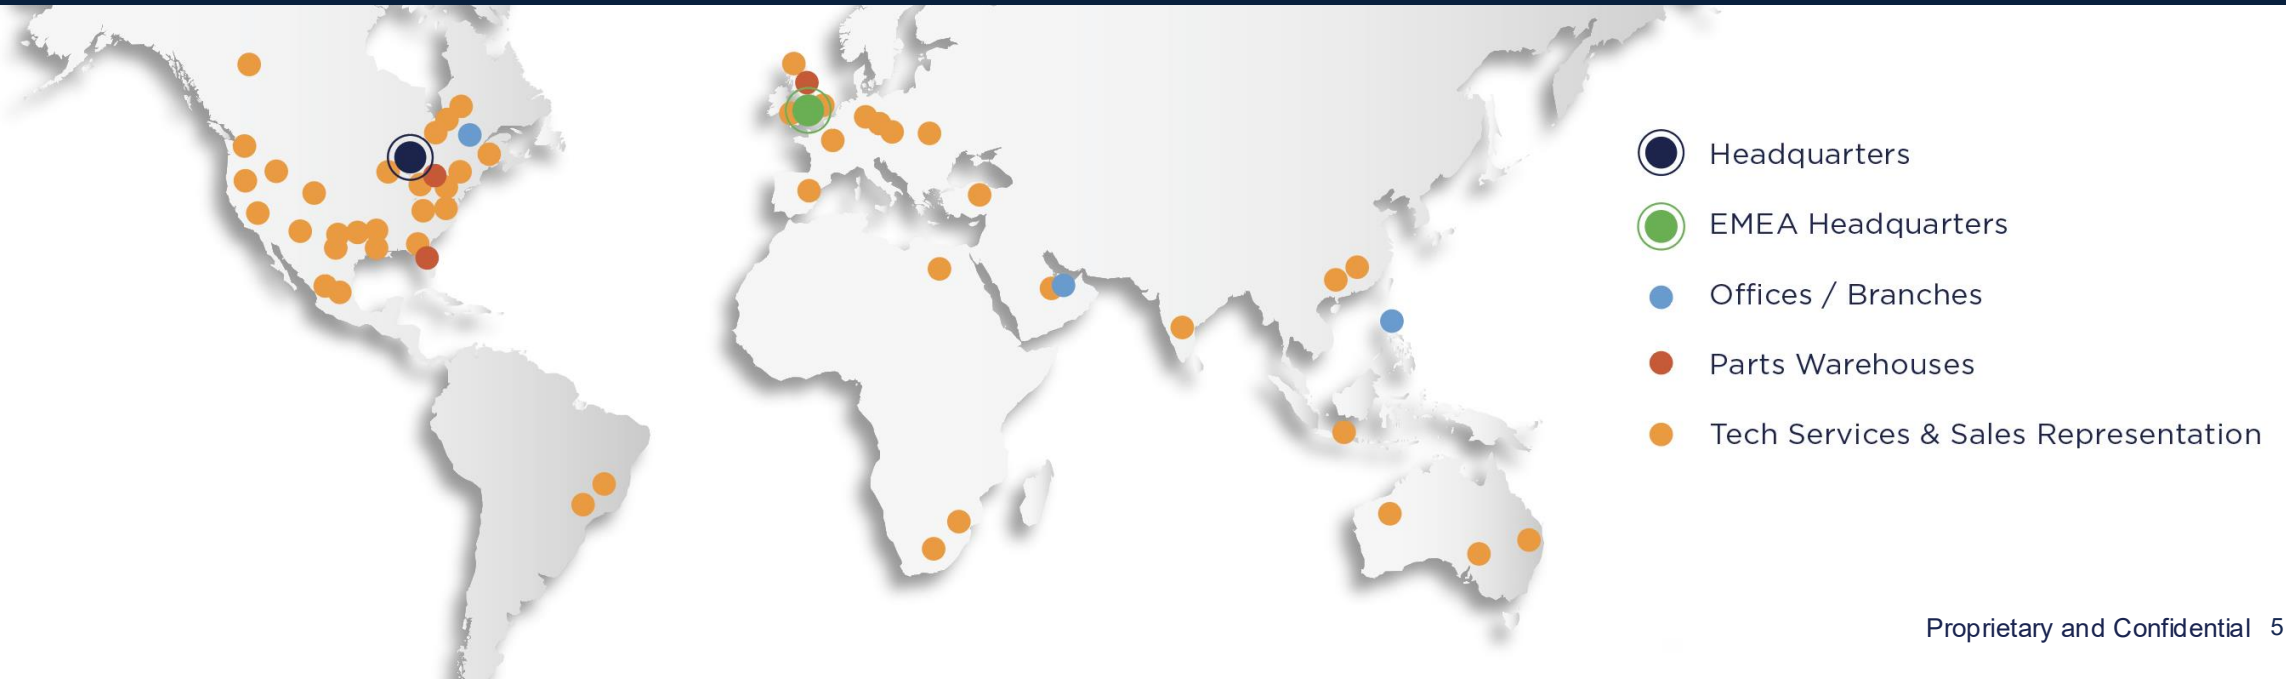 Headquarters
EMEA Headquarters
Offices / Branches
Parts Warehouses
Tech Services & Sales Representation
Proprietary and Confidential 5